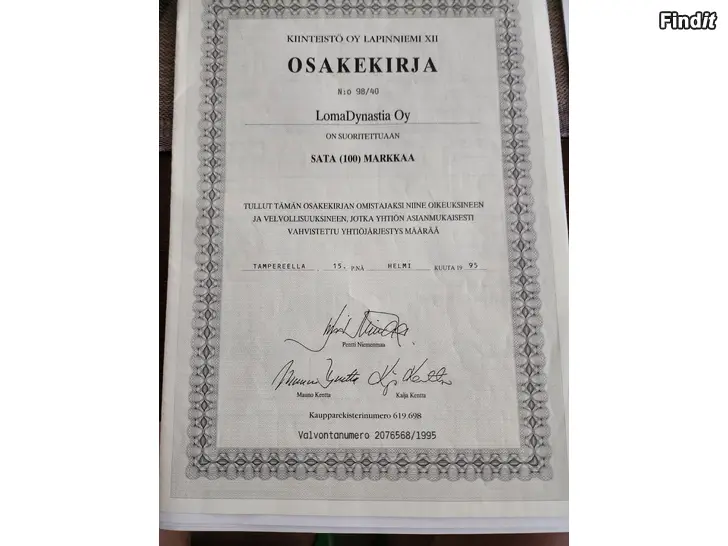 Findit
KIINTEISTÖ OY LAPINNIEMI XII
OSAKEKIRJA
N:o 98/40
LomaDynastia Oy
ON SUORITETTUAAN
SATA (100) MARKKAA
TULLUT TÄMÄN OSAKEKIRJAN OMISTAJAKSI NIINE OIKEUKSINEEN
JA VELVOLLISUUKSINEEN, JOTKA YHTIÖN ASIANMUKAISESTI
VAHVISTETTU YHTIÖJÄRJESTYS MÄÄRÄÄ
TAMPEREELLA . 15. P:NÄ HELMI KUUTA 19 95
Pentti Nieminmaa
Mauno Kentta Kaija Kentta
Kaupparekisterinumero 619.698
Valvontanumero 2076568/1995